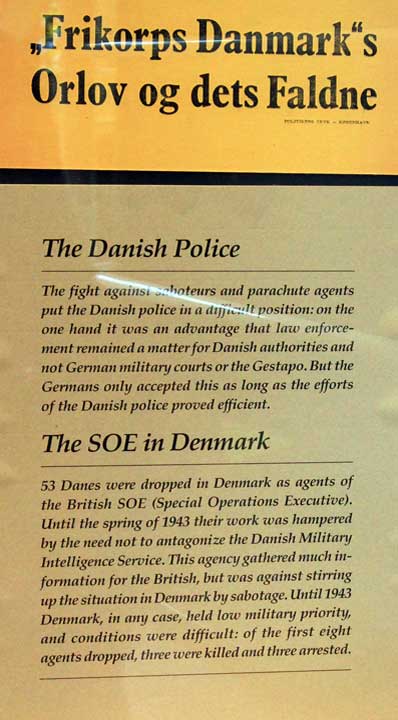 „Frikorps Danmark“s
Orlov og dets Faldne
POLITIKENS TRYK – KØBENHAVN
The Danish Police
The fight against saboteurs and parachute agents
put the Danish police in a difficult position: on the
one hand it was an advantage that law enforce-
ment remained a matter for Danish authorities and
not German military courts or the Gestapo. But the
Germans only accepted this as long as the efforts
of the Danish police proved efficient.
The SOE in Denmark
53 Danes were dropped in Denmark as agents of
the British SOE (Special Operations Executive).
Until the spring of 1943 their work was hampered
by the need not to antagonize the Danish Military
Intelligence Service. This agency gathered much in-
formation for the British, but was against stirring
up the situation in Denmark by sabotage. Until 1943
Denmark, in any case, held low military priority,
and conditions were difficult: of the first eight
agents dropped, three were killed and three arrested.